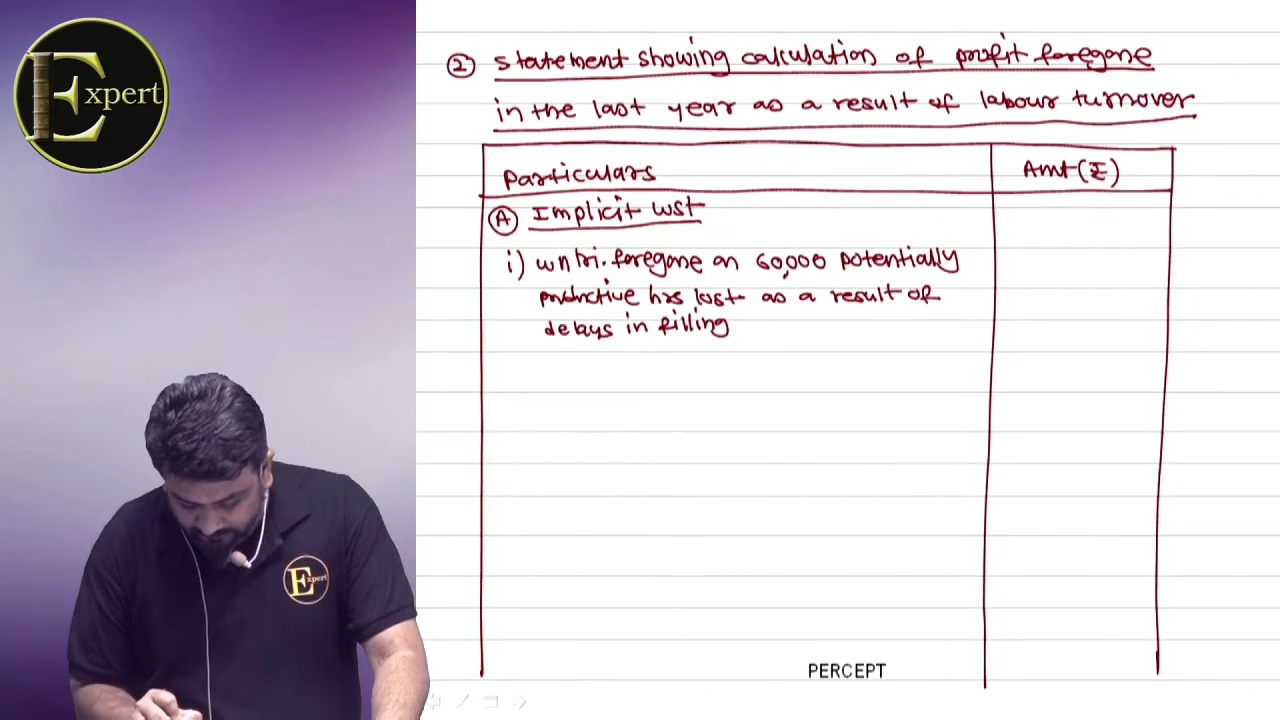 Expert
② Statement showing calculation of profit foregone
in the last year as a result of labour turnover
Particulars
Amt (₹)
Ⓐ Implicit cost
i) contri. foregone on 60,000 potentially
productive hrs lost as a result of
delays in filling
Expert
PERCEPT